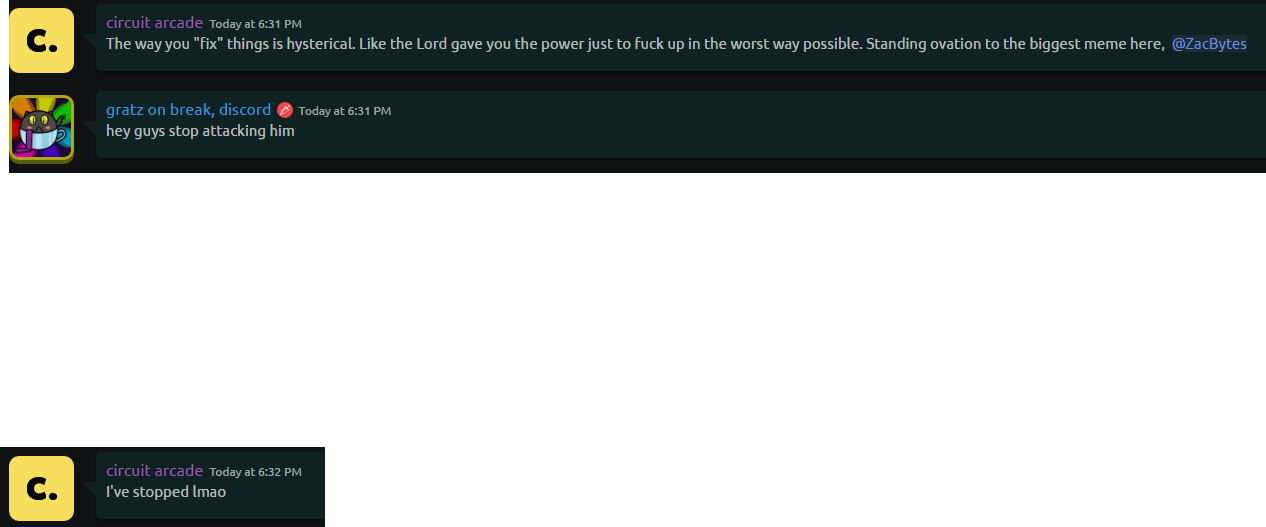 c.
circuit arcade Today at 6:31 PM
The way you "fix" things is hysterical. Like the Lord gave you the power just to fuck up in the worst way possible. Standing ovation to the biggest meme here, @ZacBytes
gratz on break, discord Today at 6:31 PM
hey guys stop attacking him
c.
circuit arcade Today at 6:32 PM
I've stopped lmao